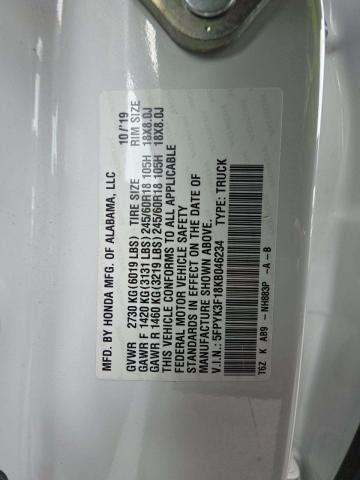 MFD. BY HONDA MFG. OF ALABAMA, LLC 10/'19
TIRE SIZE RIM SIZE
GVWR 2730 KG(6019 LBS)
GAWR F 1420 KG(3131 LBS) 245/60R18 105H 18X8.0J
GAWR R 1460 KG(3219 LBS) 245/60R18 105H 18X8.0J
THIS VEHICLE CONFORMS TO ALL APPLICABLE
FEDERAL MOTOR VEHICLE SAFETY
STANDARDS IN EFFECT ON THE DATE OF
MANUFACTURE SHOWN ABOVE.
V.I.N.: 5FPYK3F18KB046234 TYPE: TRUCK
T6Z K AB9 -NH883P -A-B